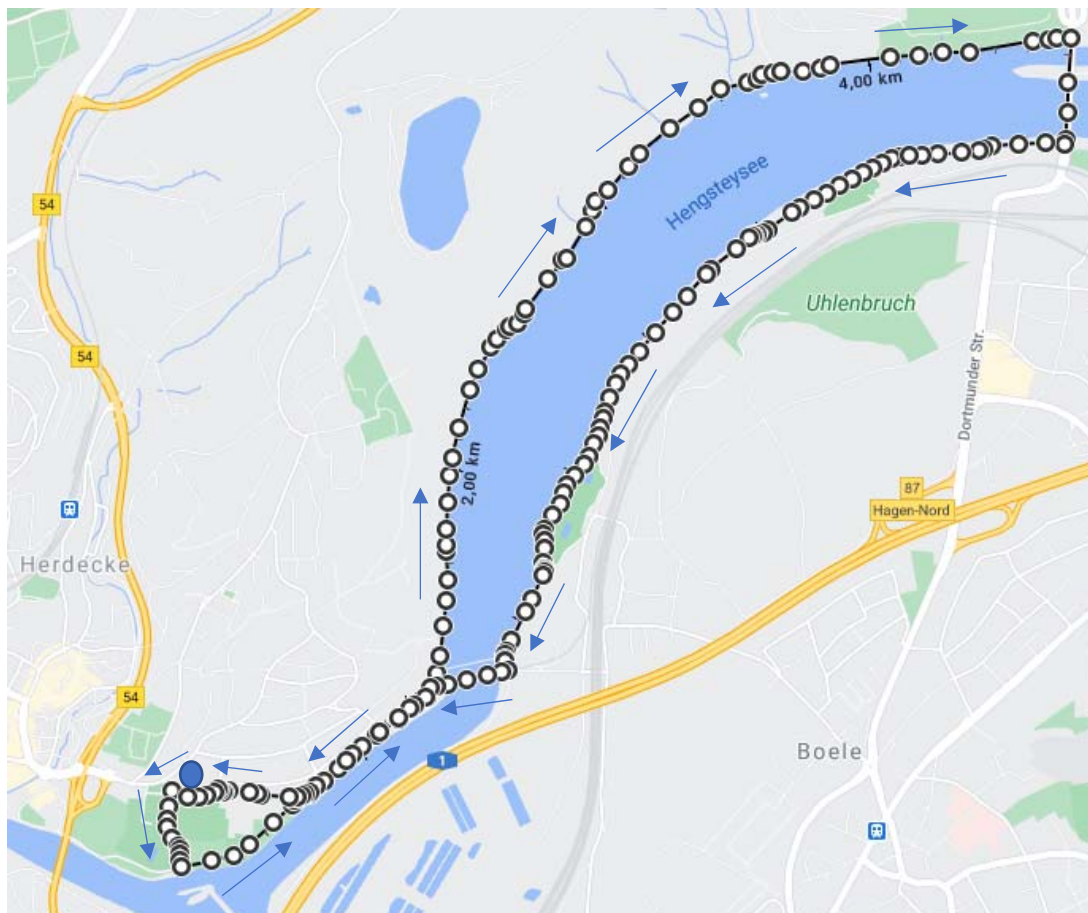 4,00 km
Hengsteysee
54
Uhlenbruch
54
Dortmunder Str.
2,00 km
87
Hagen-Nord
Herdecke
54
Boele
1